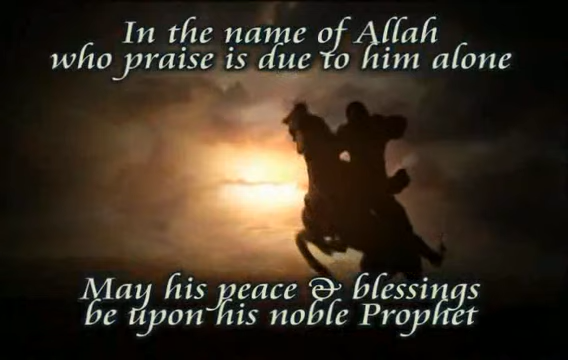 In the name of Allah
who praise is due to him alone
May his peace & blessings
be upon his noble Prophet